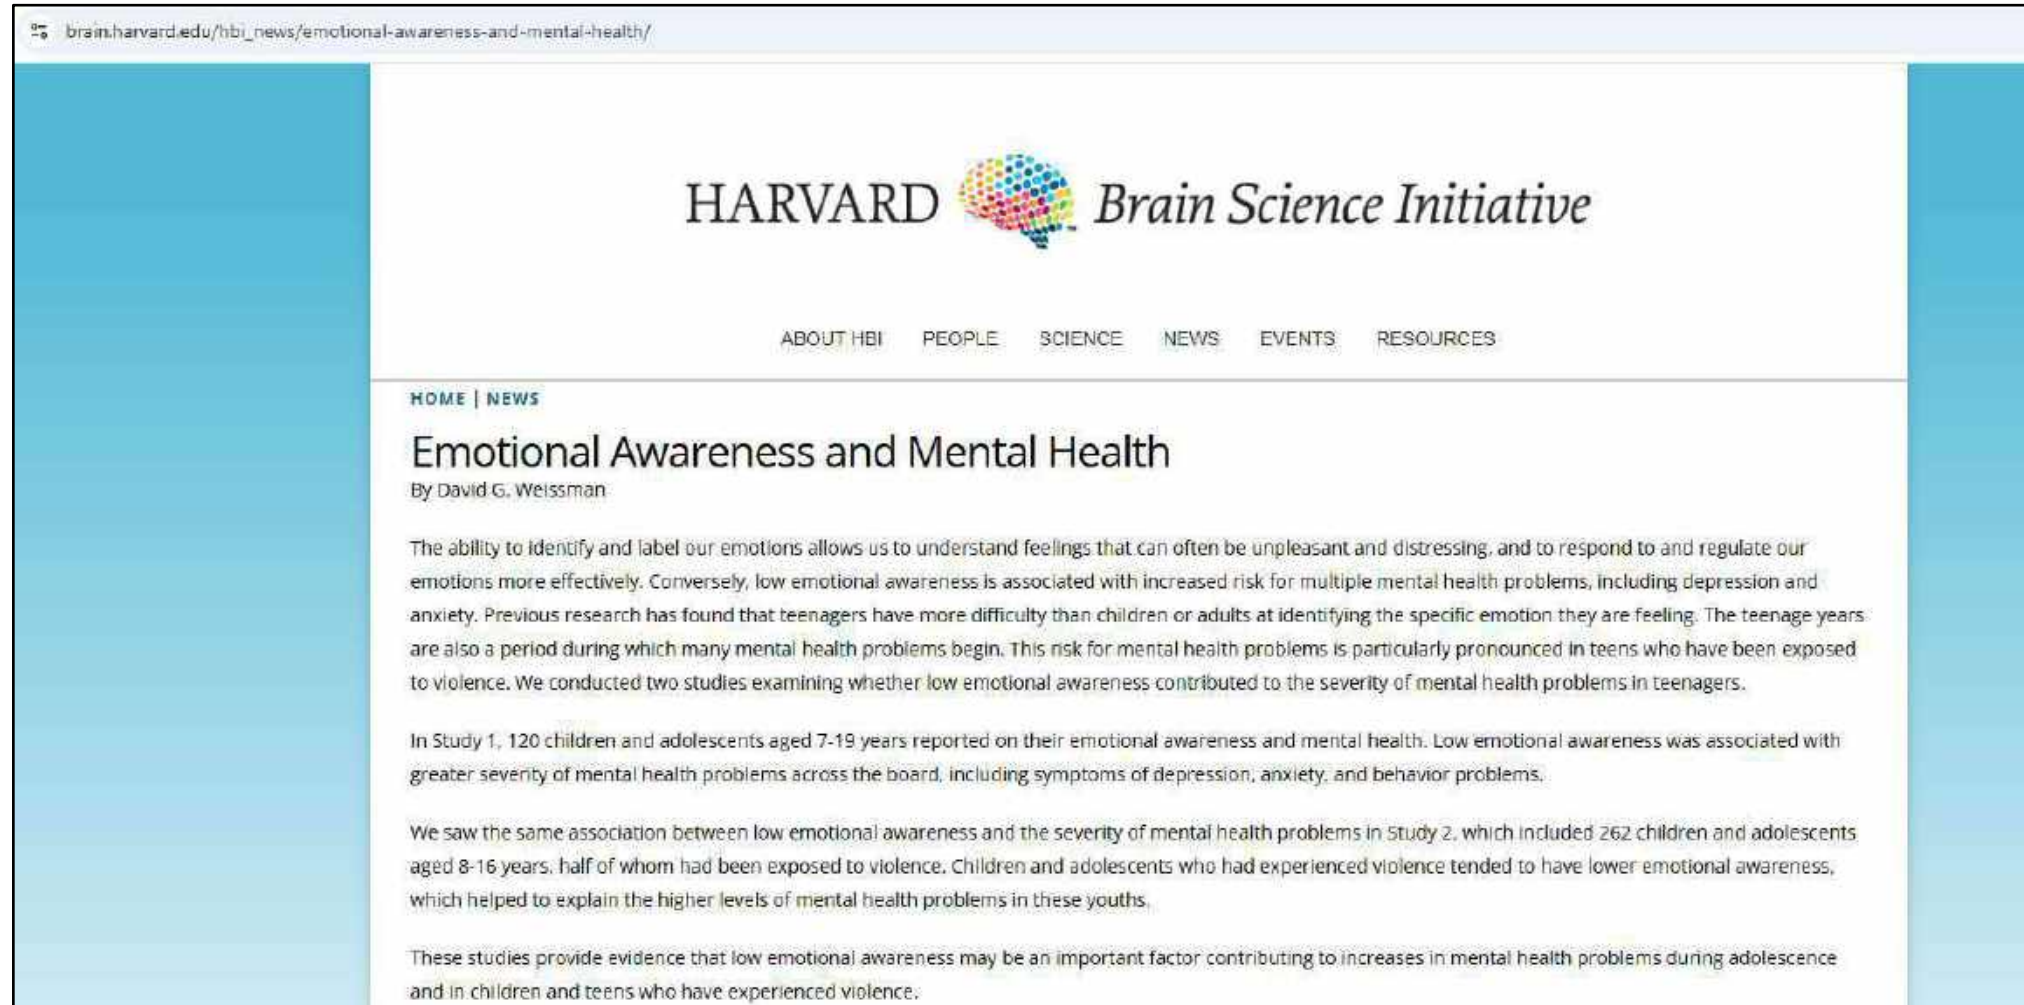 brain.harvard.edu/hbi_news/emotional-awareness-and-mental-health/
HARVARD Brain Science Initiative
ABOUT HBI PEOPLE SCIENCE NEWS EVENTS RESOURCES
HOME | NEWS
Emotional Awareness and Mental Health
By David G. Weissman
The ability to identify and label our emotions allows us to understand feelings that can often be unpleasant and distressing, and to respond to and regulate our
emotions more effectively. Conversely, low emotional awareness is associated with increased risk for multiple mental health problems, including depression and
anxiety. Previous research has found that teenagers have more difficulty than children or adults at identifying the specific emotion they are feeling. The teenage years
are also a period during which many mental health problems begin. This risk for mental health problems is particularly pronounced in teens who have been exposed
to violence. We conducted two studies examining whether low emotional awareness contributed to the severity of mental health problems in teenagers.
In Study 1, 120 children and adolescents aged 7-19 years reported on their emotional awareness and mental health. Low emotional awareness was associated with
greater severity of mental health problems across the board, including symptoms of depression, anxiety, and behavior problems.
We saw the same association between low emotional awareness and the severity of mental health problems in Study 2, which included 262 children and adolescents
aged 8-16 years, half of whom had been exposed to violence. Children and adolescents who had experienced violence tended to have lower emotional awareness,
which helped to explain the higher levels of mental health problems in these youths.
These studies provide evidence that low emotional awareness may be an important factor contributing to increases in mental health problems during adolescence
and in children and teens who have experienced violence.